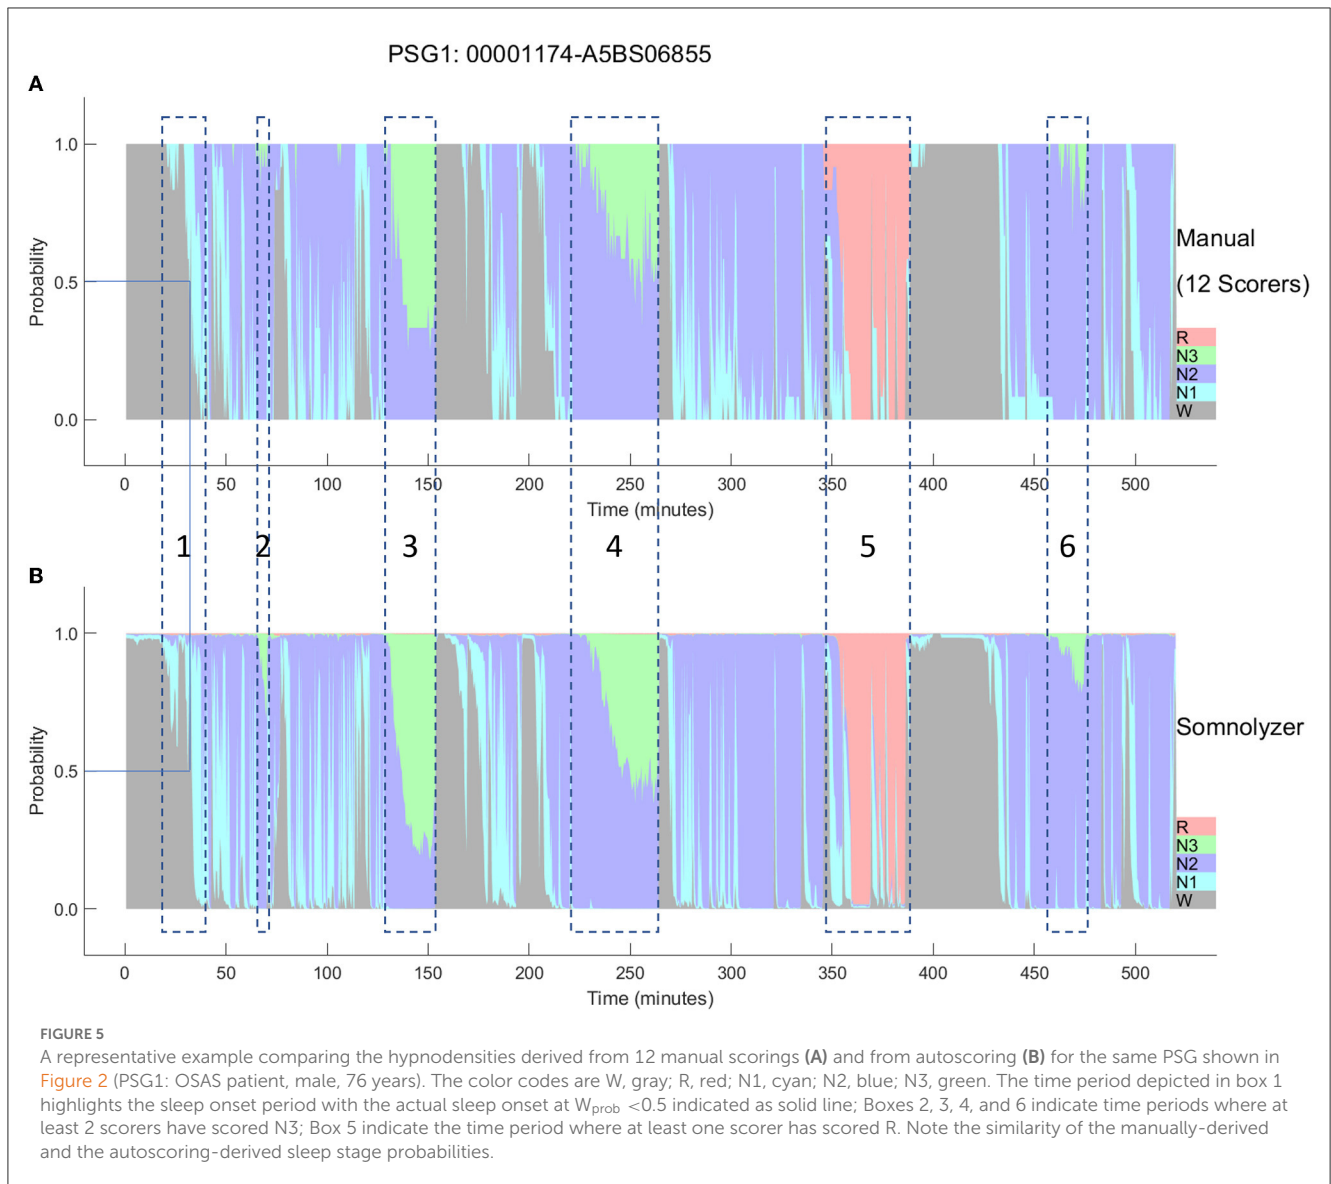 PSG1: 00001174-A5BS06855
A
1.0
0.5
0.0
Probability
Manual
(12 Scorers)
R
N3
N2
N1
W
0 50 100 150 200 250 300 350 400 450 500
Time (minutes)
1 2 3 4 5 6
B
1.0
0.5
0.0
Probability
Somnolyzer
R
N3
N2
N1
W
0 50 100 150 200 250 300 350 400 450 500
Time (minutes)
FIGURE 5
A representative example comparing the hypnodensities derived from 12 manual scorings (A) and from autoscoring (B) for the same PSG shown in
Figure 2 (PSG1: OSAS patient, male, 76 years). The color codes are W, gray; R, red; N1, cyan; N2, blue; N3, green. The time period depicted in box 1
highlights the sleep onset period with the actual sleep onset at Wprob <0.5 indicated as solid line; Boxes 2, 3, 4, and 6 indicate time periods where at
least 2 scorers have scored N3; Box 5 indicate the time period where at least one scorer has scored R. Note the similarity of the manually-derived
and the autoscoring-derived sleep stage probabilities.